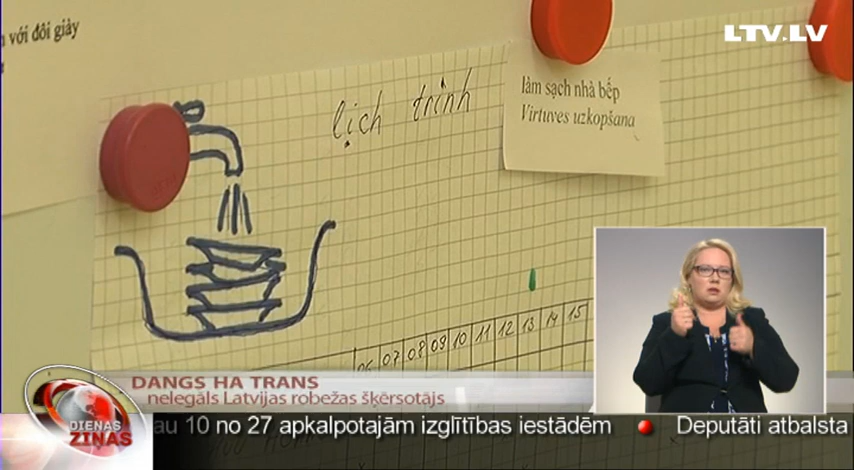 với đôi giày
LTV.LV
lịch trình
làm sạch nhà bếp
Virtuves uzkopšana
06 07 08 09 10 11 12 13 14 15
DANGS HA TRANS
nelegāls Latvijas robežas šķērsotājs
DIENAS
ZIŅAS
au 10 no 27 apkalpotajām izglītības iestādēm • Deputāti atbalsta